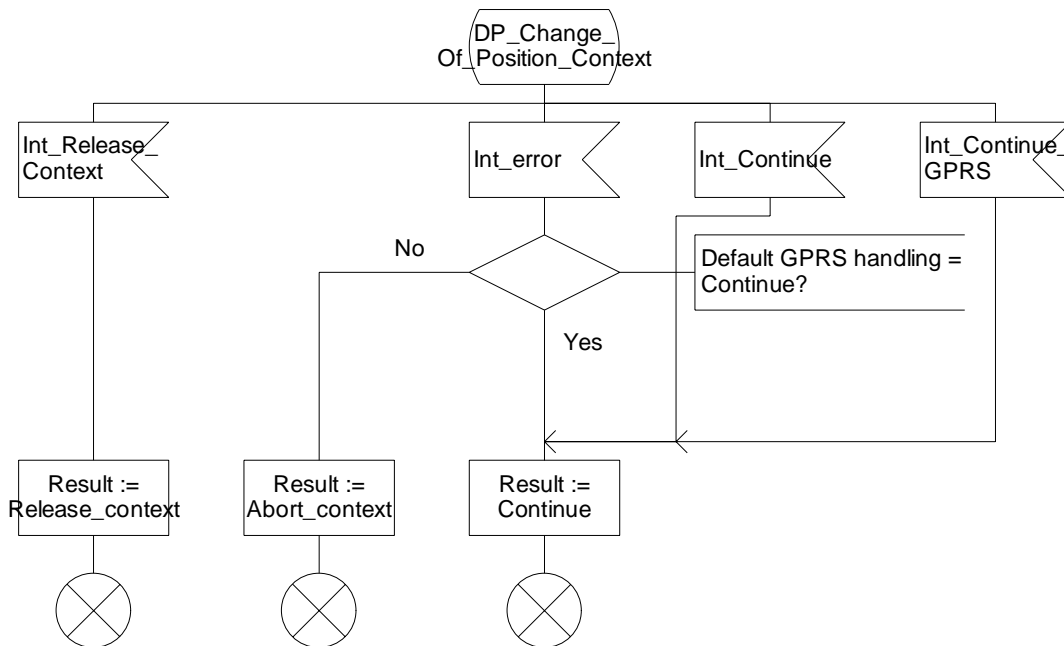 DP_Change_
Of_Position_Context
Int_Release_
Context
Int_error
Int_Continue
Int_Continue_
GPRS
No
Default GPRS handling =
Continue?
Yes
Result :=
Release_context
Result :=
Abort_context
Result :=
Continue